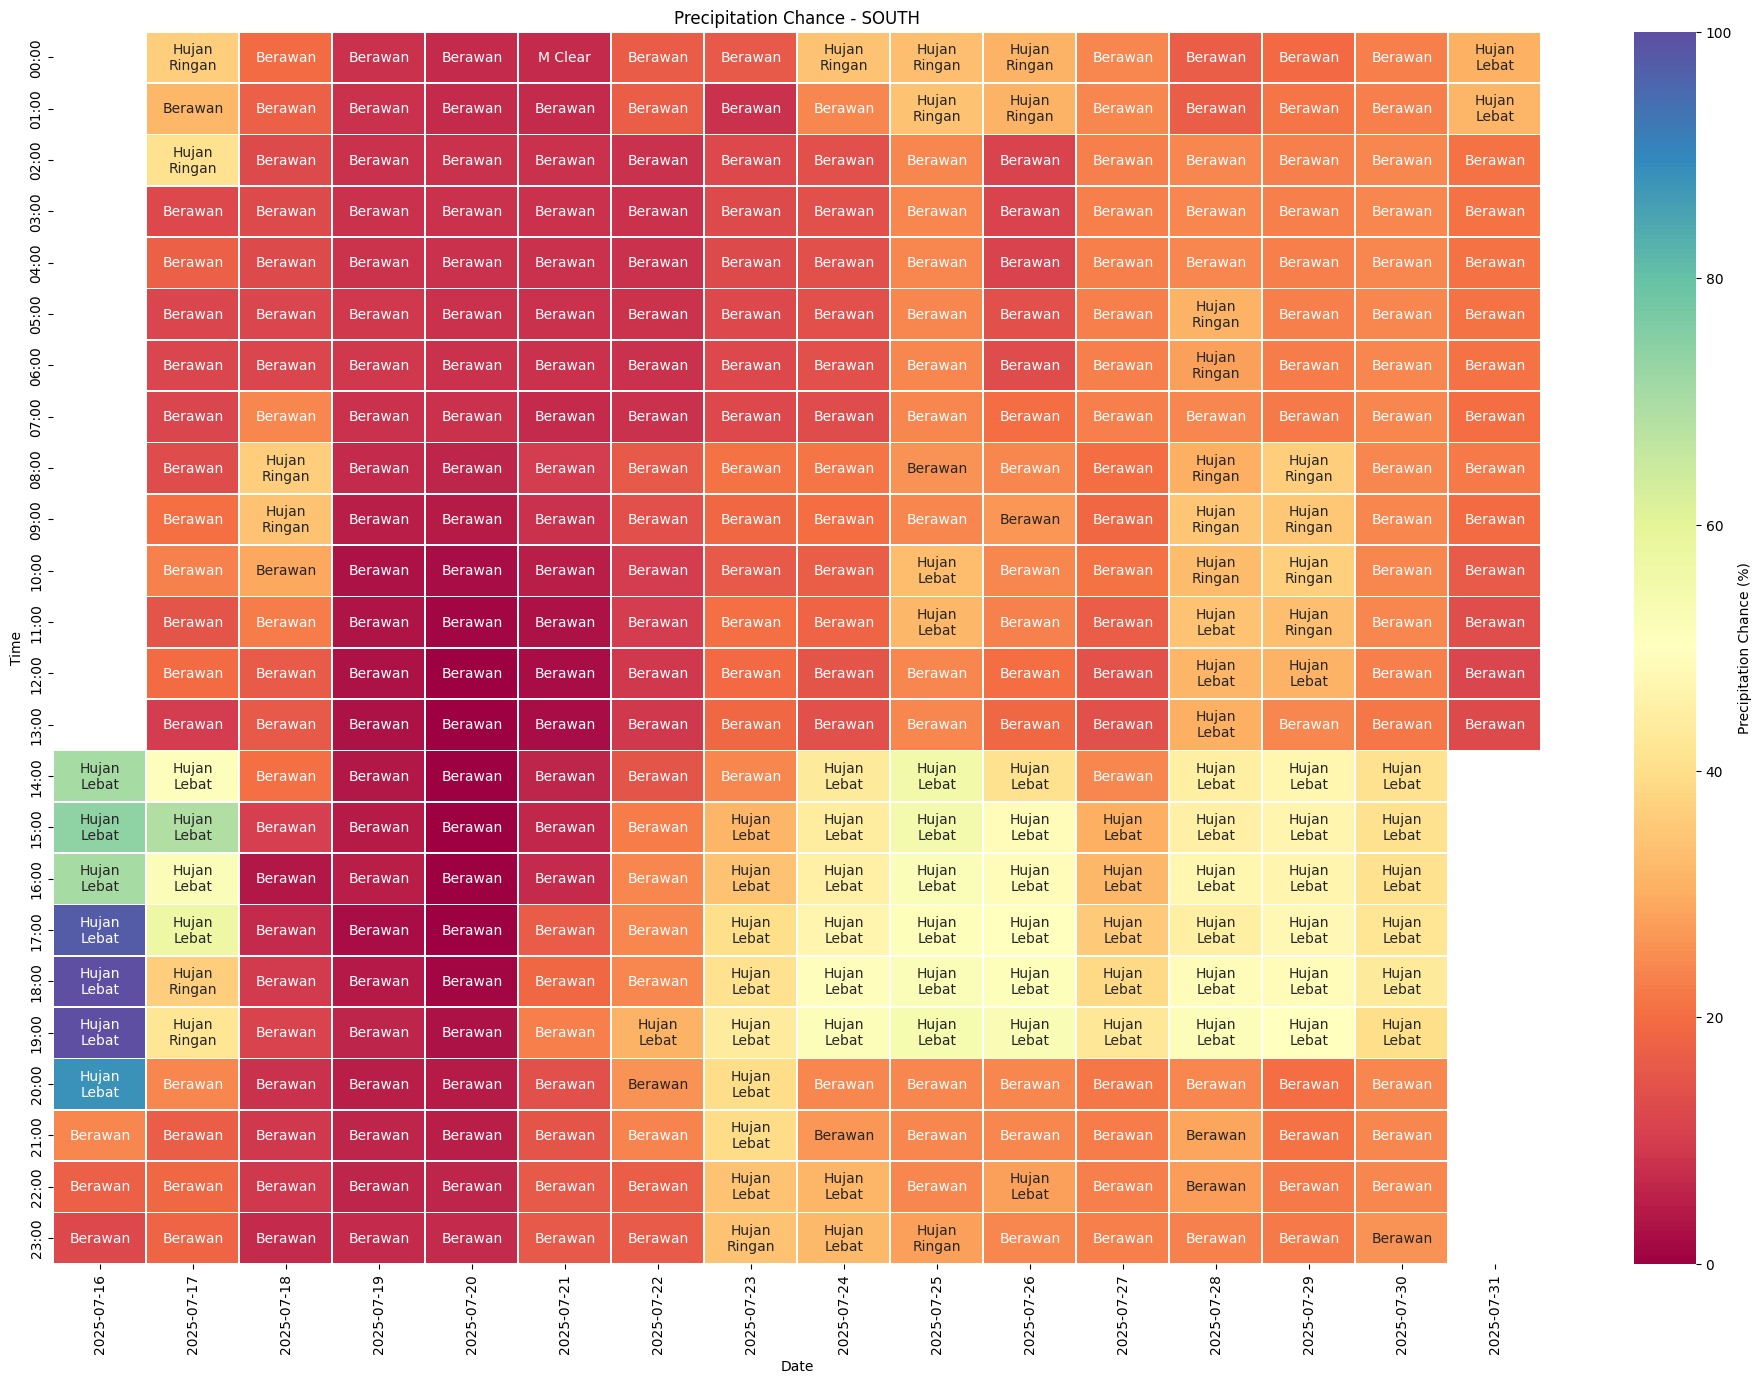 Precipitation Chance - SOUTH
00:00 Hujan Ringan Berawan Berawan Berawan M Clear Berawan Berawan Hujan Ringan Hujan Ringan Hujan Ringan Berawan Berawan Berawan Berawan Hujan Lebat
01:00 Berawan Berawan Berawan Berawan Berawan Berawan Berawan Berawan Hujan Ringan Hujan Ringan Berawan Berawan Berawan Berawan Hujan Lebat
02:00 Hujan Ringan Berawan Berawan Berawan Berawan Berawan Berawan Berawan Berawan Berawan Berawan Berawan Berawan Berawan Berawan
03:00 Berawan Berawan Berawan Berawan Berawan Berawan Berawan Berawan Berawan Berawan Berawan Berawan Berawan Berawan Berawan
04:00 Berawan Berawan Berawan Berawan Berawan Berawan Berawan Berawan Berawan Berawan Berawan Berawan Berawan Berawan Berawan
05:00 Berawan Berawan Berawan Berawan Berawan Berawan Berawan Berawan Berawan Berawan Berawan Hujan Ringan Berawan Berawan Berawan
06:00 Berawan Berawan Berawan Berawan Berawan Berawan Berawan Berawan Berawan Berawan Berawan Hujan Ringan Berawan Berawan Berawan
07:00 Berawan Berawan Berawan Berawan Berawan Berawan Berawan Berawan Berawan Berawan Berawan Berawan Berawan Berawan Berawan
08:00 Berawan Hujan Ringan Berawan Berawan Berawan Berawan Berawan Berawan Berawan Berawan Berawan Hujan Ringan Hujan Ringan Berawan Berawan
09:00 Berawan Hujan Ringan Berawan Berawan Berawan Berawan Berawan Berawan Berawan Berawan Berawan Hujan Ringan Hujan Ringan Berawan Berawan
10:00 Berawan Berawan Berawan Berawan Berawan Berawan Berawan Berawan Hujan Lebat Berawan Berawan Hujan Ringan Hujan Ringan Berawan Berawan
11:00 Berawan Berawan Berawan Berawan Berawan Berawan Berawan Berawan Hujan Lebat Berawan Berawan Hujan Lebat Hujan Ringan Berawan Berawan
12:00 Berawan Berawan Berawan Berawan Berawan Berawan Berawan Berawan Berawan Berawan Berawan Hujan Lebat Hujan Lebat Berawan Berawan
13:00 Berawan Berawan Berawan Berawan Berawan Berawan Berawan Berawan Berawan Berawan Berawan Hujan Lebat Berawan Berawan Berawan
14:00 Hujan Lebat Hujan Lebat Berawan Berawan Berawan Berawan Berawan Berawan Hujan Lebat Hujan Lebat Hujan Lebat Berawan Hujan Lebat Hujan Lebat Hujan Lebat
15:00 Hujan Lebat Hujan Lebat Berawan Berawan Berawan Berawan Berawan Hujan Lebat Hujan Lebat Hujan Lebat Hujan Lebat Hujan Lebat Hujan Lebat Hujan Lebat Hujan Lebat
16:00 Hujan Lebat Hujan Lebat Berawan Berawan Berawan Berawan Berawan Hujan Lebat Hujan Lebat Hujan Lebat Hujan Lebat Hujan Lebat Hujan Lebat Hujan Lebat Hujan Lebat
17:00 Hujan Lebat Hujan Lebat Berawan Berawan Berawan Berawan Berawan Hujan Lebat Hujan Lebat Hujan Lebat Hujan Lebat Hujan Lebat Hujan Lebat Hujan Lebat Hujan Lebat
18:00 Hujan Lebat Hujan Ringan Berawan Berawan Berawan Berawan Berawan Hujan Lebat Hujan Lebat Hujan Lebat Hujan Lebat Hujan Lebat Hujan Lebat Hujan Lebat Hujan Lebat
19:00 Hujan Lebat Hujan Ringan Berawan Berawan Berawan Berawan Hujan Lebat Hujan Lebat Hujan Lebat Hujan Lebat Hujan Lebat Hujan Lebat Hujan Lebat Hujan Lebat Hujan Lebat
20:00 Hujan Lebat Berawan Berawan Berawan Berawan Berawan Berawan Hujan Lebat Berawan Berawan Berawan Berawan Berawan Berawan Berawan
21:00 Berawan Berawan Berawan Berawan Berawan Berawan Berawan Hujan Lebat Berawan Berawan Berawan Berawan Berawan Berawan Berawan
22:00 Berawan Berawan Berawan Berawan Berawan Berawan Berawan Hujan Lebat Hujan Lebat Berawan Hujan Lebat Berawan Berawan Berawan Berawan
23:00 Berawan Berawan Berawan Berawan Berawan Berawan Berawan Hujan Ringan Hujan Lebat Hujan Ringan Berawan Berawan Berawan Berawan Berawan
Time
2025-07-16 2025-07-17 2025-07-18 2025-07-19 2025-07-20 2025-07-21 2025-07-22 2025-07-23 2025-07-24 2025-07-25 2025-07-26 2025-07-27 2025-07-28 2025-07-29 2025-07-30 2025-07-31
Date
100
80
60
40
20
0
Precipitation Chance (%)